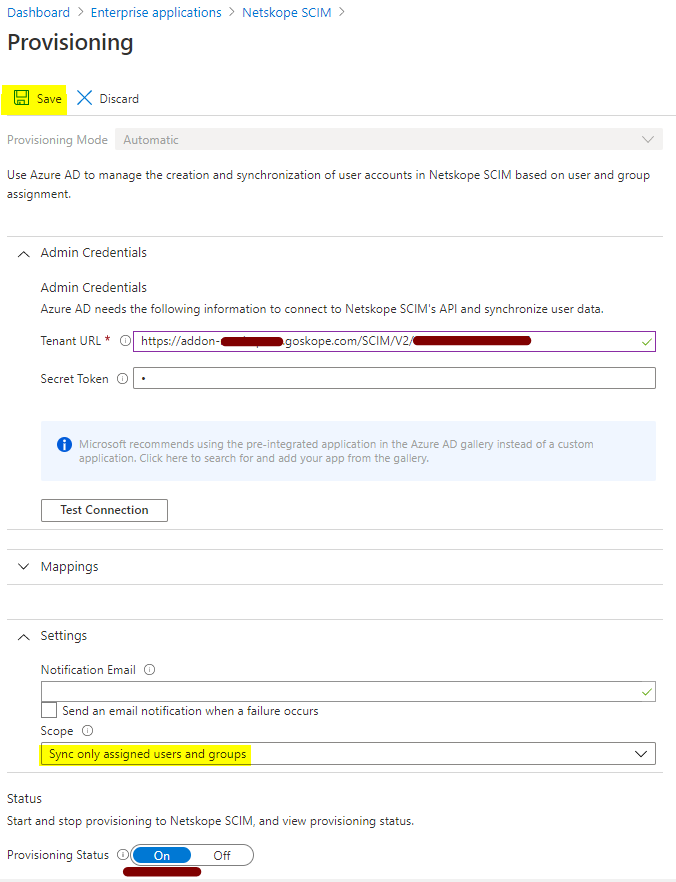 Dashboard > Enterprise applications > Netskope SCIM >
Provisioning
Save Discard
Provisioning Mode Automatic
Use Azure AD to manage the creation and synchronization of user accounts in Netskope SCIM based on user and group
assignment.
Admin Credentials
Admin Credentials
Azure AD needs the following information to connect to Netskope SCIM's API and synchronize user data.
Tenant URL * https://addon- .goskope.com/SCIM/V2/
Secret Token •
Microsoft recommends using the pre-integrated application in the Azure AD gallery instead of a custom
application. Click here to search for and add your app from the gallery.
Test Connection
Mappings
Settings
Notification Email
Send an email notification when a failure occurs
Scope
Sync only assigned users and groups
Status
Start and stop provisioning to Netskope SCIM, and view provisioning status.
Provisioning Status On Off